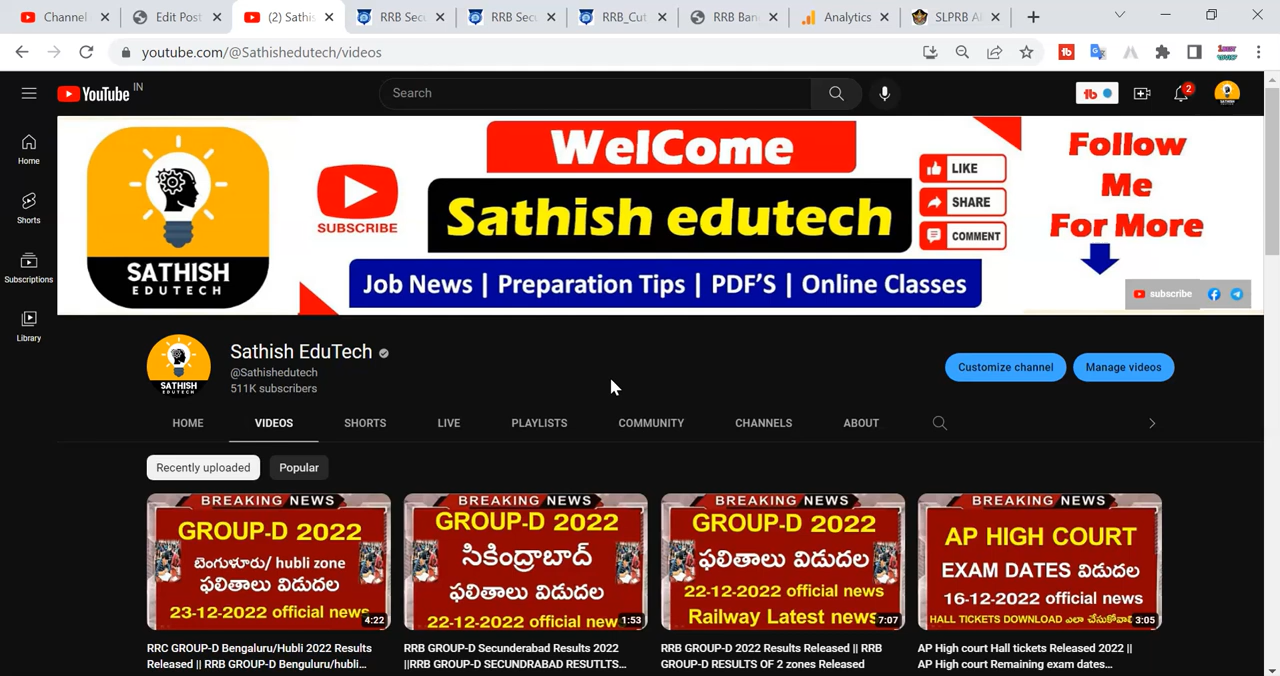 Channel
Edit Post
(2) Sathis
RRB Sec
RRB Sec
RRB_Cut
RRB Ban
Analytics
SLPRB A
youtube.com/@Sathishedutech/videos
YouTube IN
Search
2
Home
Shorts
Subscriptions
Library
SATHISH
EDUTECH
SUBSCRIBE
WelCome
Sathish edutech
Job News | Preparation Tips | PDF'S | Online Classes
LIKE
SHARE
COMMENT
Follow
Me
For More
subscribe
SATHISH
EDUTECH
Sathish EduTech
@Sathishedutech
511K subscribers
Customize channel
Manage videos
HOME
VIDEOS
SHORTS
LIVE
PLAYLISTS
COMMUNITY
CHANNELS
ABOUT
Recently uploaded
Popular
BREAKING NEWS
GROUP-D 2022
బెంగుళూరు/ hubli zone
ఫలితాలు విడుదల
23-12-2022 official news
4:22
RRC GROUP-D Bengaluru/Hubli 2022 Results
Released || RRB GROUP-D Bengaluru/hubli...
BREAKING NEWS
GROUP-D 2022
సికింద్రాబాద్
ఫలితాలు విడుదల
22-12-2022 official new
1:53
RRB GROUP-D Secunderabad Results 2022
||RRB GROUP-D SECUNDRABAD RESUTLTS...
BREAKING NEWS
GROUP-D 2022
ఫలితాలు విడుదల
22-12-2022 official news
Railway Latest news
7:07
RRB GROUP-D 2022 Results Released || RRB
GROUP-D RESULTS OF 2 zones Released
BREAKING NEWS
AP HIGH COURT
EXAM DATES విడుదల
16-12-2022 official news
HALL TICKETS DOWNLOAD ఎలా చేసుకోవాలి
3:05
AP High court Hall tickets Released 2022 ||
AP High court Remaining exam dates...